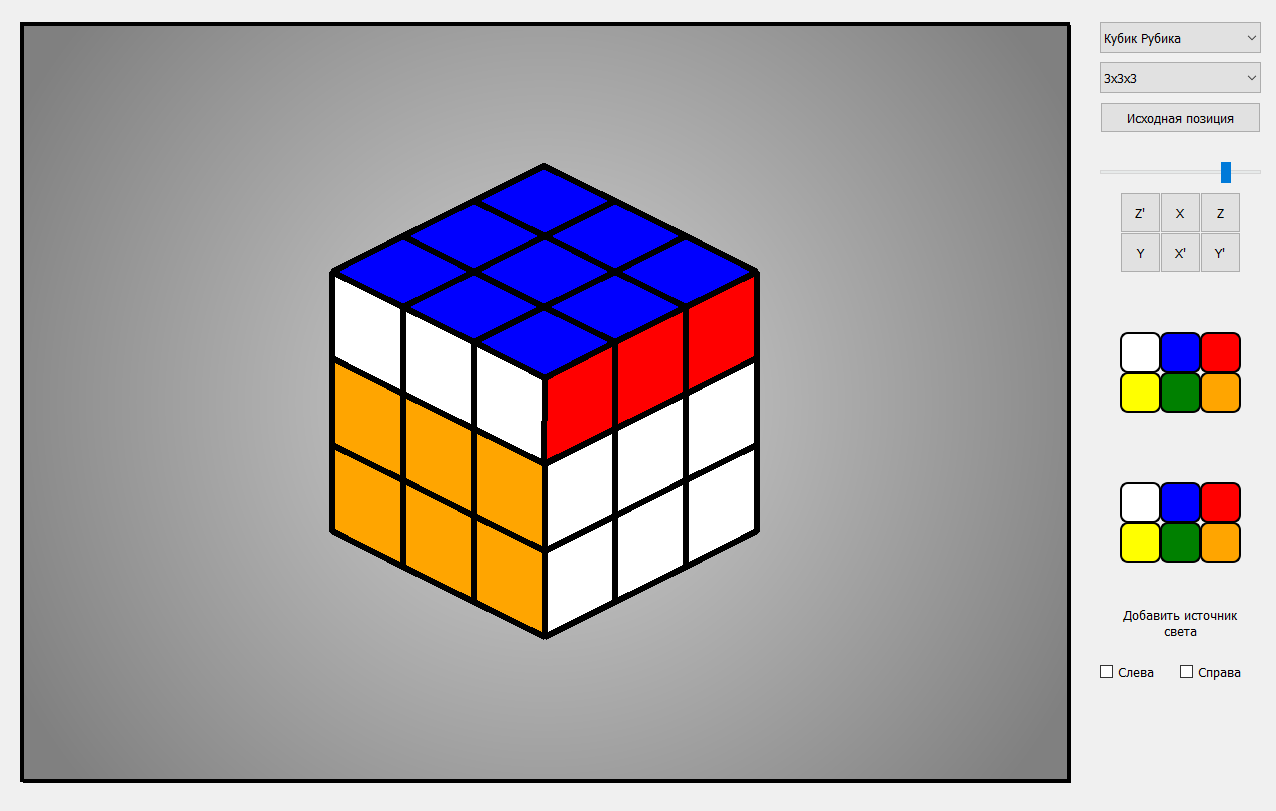 Кубик Рубика
3x3x3
Исходная позиция
Z' X Z
Y X' Y'
Добавить источник
света
Слева Справа